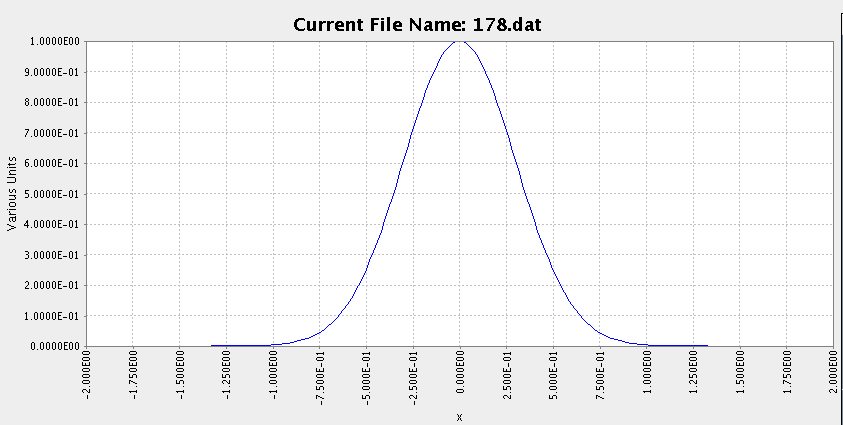 Current File Name: 178.dat
1.0000E00
9.0000E-01
8.0000E-01
7.0000E-01
6.0000E-01
5.0000E-01
4.0000E-01
3.0000E-01
2.0000E-01
1.0000E-01
0.0000E00
Various Units
-2.000E00
-1.750E00
-1.500E00
-1.250E00
-1.000E00
-7.500E-01
-5.000E-01
-2.500E-01
0.000E00
2.500E-01
5.000E-01
7.500E-01
1.000E00
1.250E00
1.500E00
1.750E00
2.000E00
x